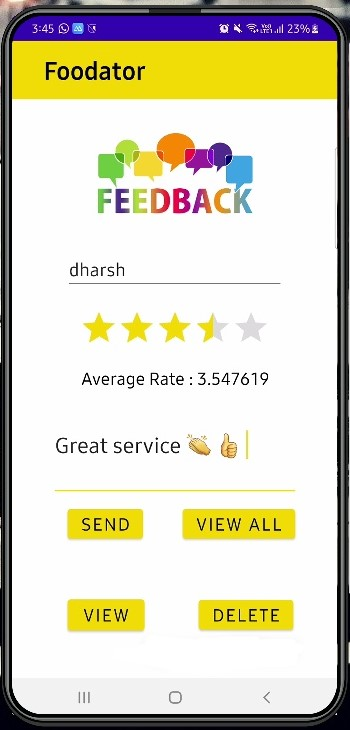 3:45 23%
Foodator
FEEDBACK
dharsh
Average Rate : 3.547619
Great service 👏 👍
SEND VIEW ALL
VIEW DELETE